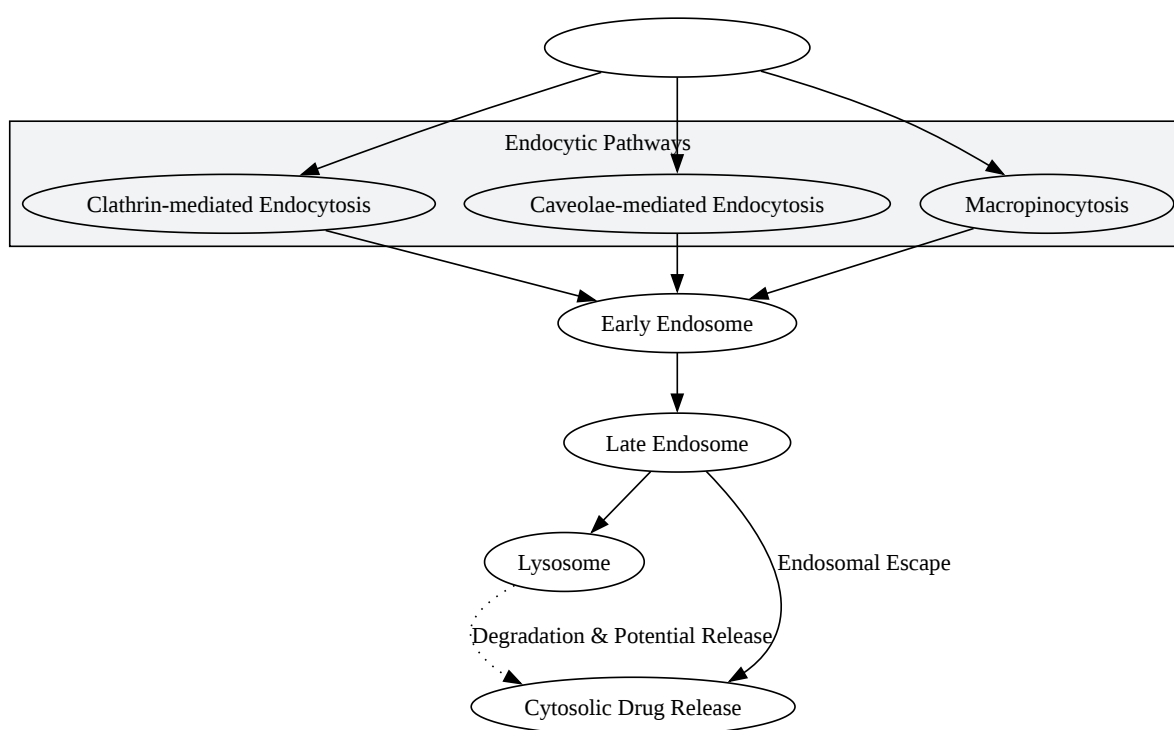 Endocytic Pathways
Clathrin-mediated Endocytosis
Caveolae-mediated Endocytosis
Macropinocytosis
Early Endosome
Late Endosome
Lysosome
Endosomal Escape
Degradation & Potential Release
Cytosolic Drug Release